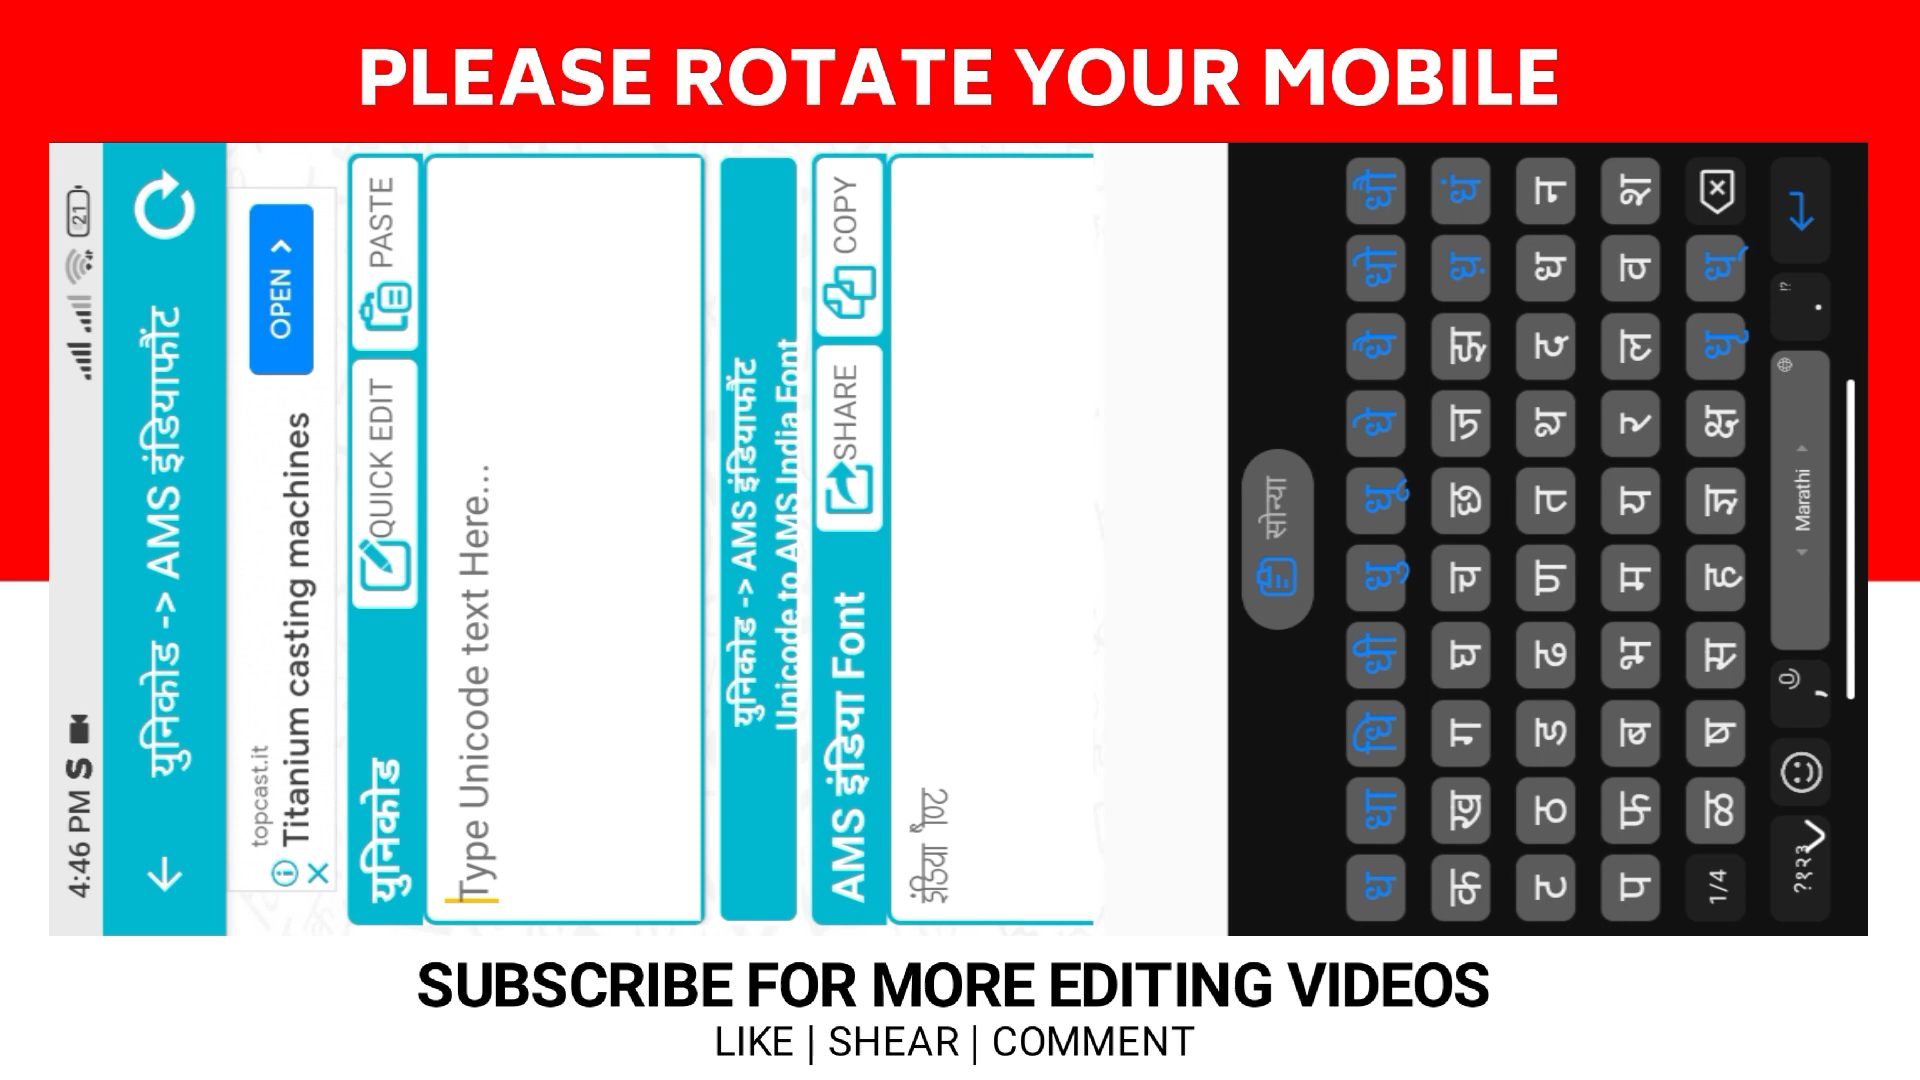 PLEASE ROTATE YOUR MOBILE
4:46 PM S 21
युनिकोड -> AMS इंडियाफौंट
topcast.it
Titanium casting machines
OPEN >
युनिकोड QUICK EDIT PASTE
Type Unicode text Here...
युनिकोड -> AMS इंडियाफौंट
Unicode to AMS India Font
AMS इंडिया Font SHARE COPY
सोन्या
ध धा धि धी धु धू धे धै धो धौ
क ख ग घ च छ ज झ ध़ धं
ट ठ ड ढ ण त थ द ध न
प फ ब भ म य र ल व श
1/4 ळ ष स ह ज्ञ क्ष धृ ध्
?१२३ , Marathi . !?
SUBSCRIBE FOR MORE EDITING VIDEOS
LIKE | SHEAR | COMMENT